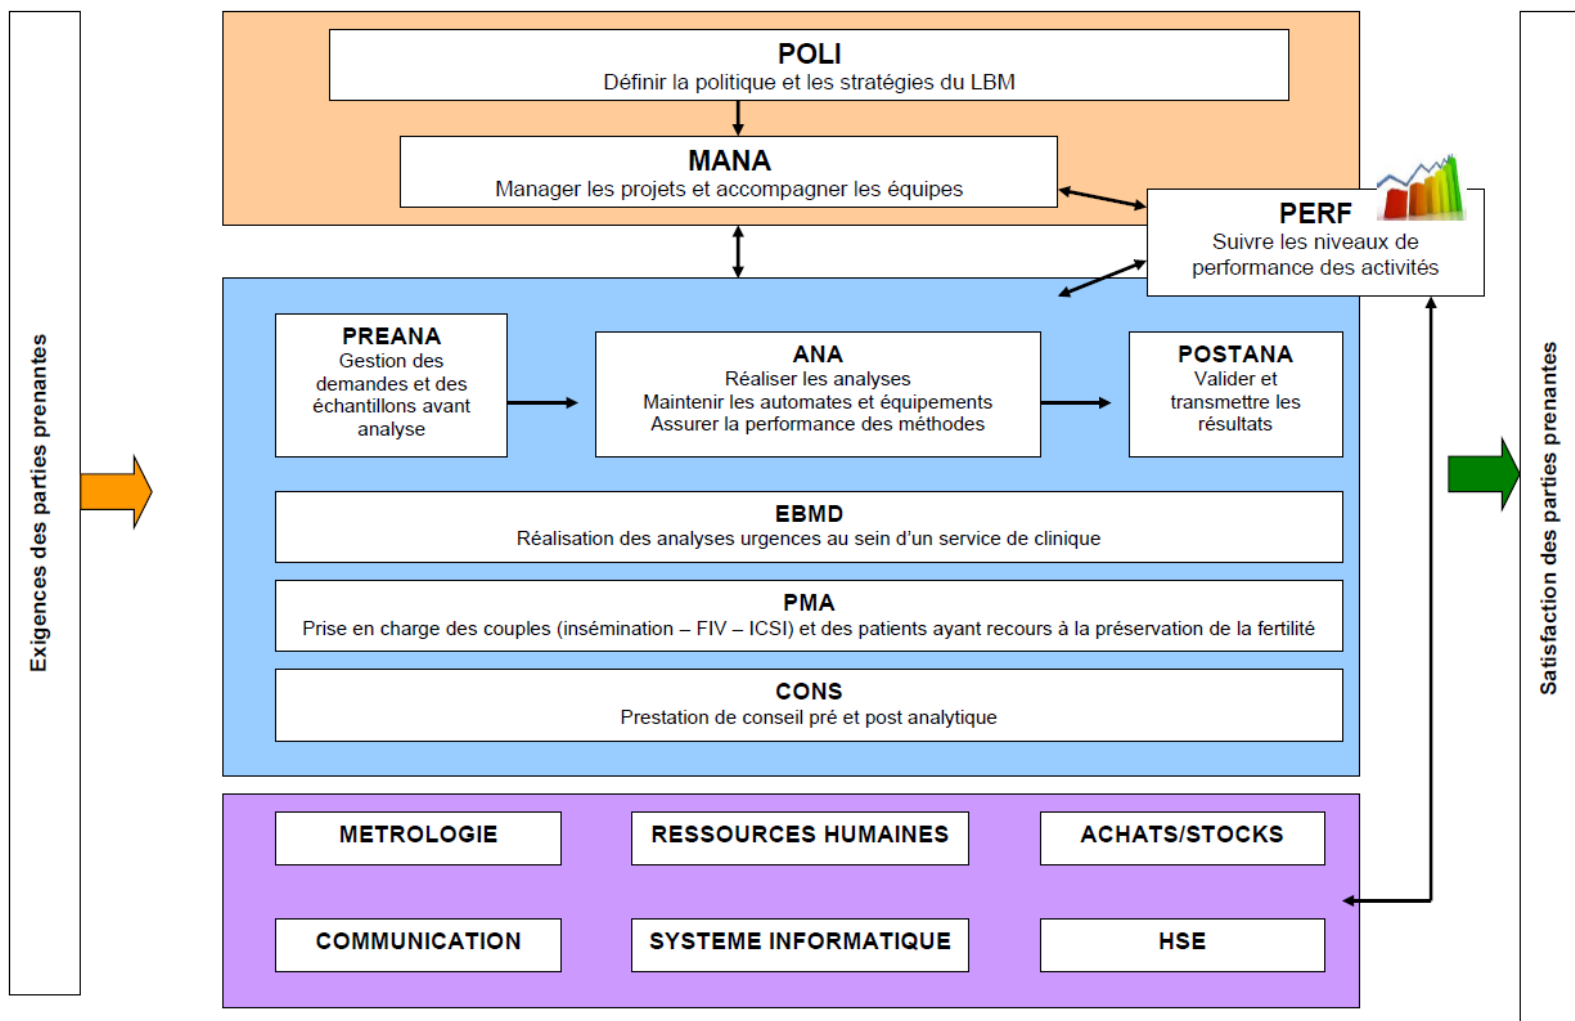 Exigences des parties prenantes
POLI
Définir la politique et les stratégies du LBM
MANA
Manager les projets et accompagner les équipes
PERF
Suivre les niveaux de
performance des activités
PREANA
Gestion des
demandes et des
échantillons avant
analyse
ANA
Réaliser les analyses
Maintenir les automates et équipements
Assurer la performance des méthodes
POSTANA
Valider et
transmettre les
résultats
EBMD
Réalisation des analyses urgences au sein d'un service de clinique
PMA
Prise en charge des couples (insémination – FIV – ICSI) et des patients ayant recours à la préservation de la fertilité
CONS
Prestation de conseil pré et post analytique
METROLOGIE
RESSOURCES HUMAINES
ACHATS/STOCKS
COMMUNICATION
SYSTEME INFORMATIQUE
HSE
Satisfaction des parties prenantes